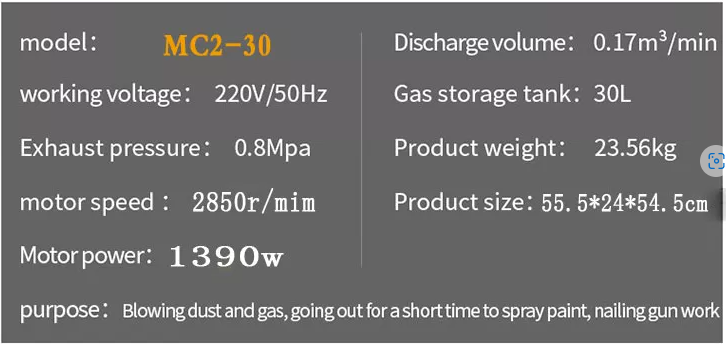 model： MC2-30
working voltage： 220V/50Hz
Exhaust pressure： 0.8Mpa
motor speed ： 2850r/mim
Motor power： 1390w
Discharge volume： 0.17m³/min
Gas storage tank： 30L
Product weight： 23.56kg
Product size： 55.5*24*54.5cm
purpose： Blowing dust and gas, going out for a short time to spray paint, nailing gun work